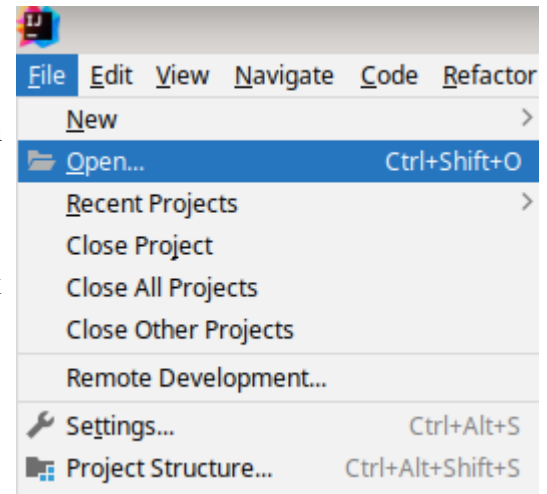 IJ
File Edit View Navigate Code Refactor
New
Open... Ctrl+Shift+O
Recent Projects
Close Project
Close All Projects
Close Other Projects
Remote Development...
Settings... Ctrl+Alt+S
Project Structure... Ctrl+Alt+Shift+S